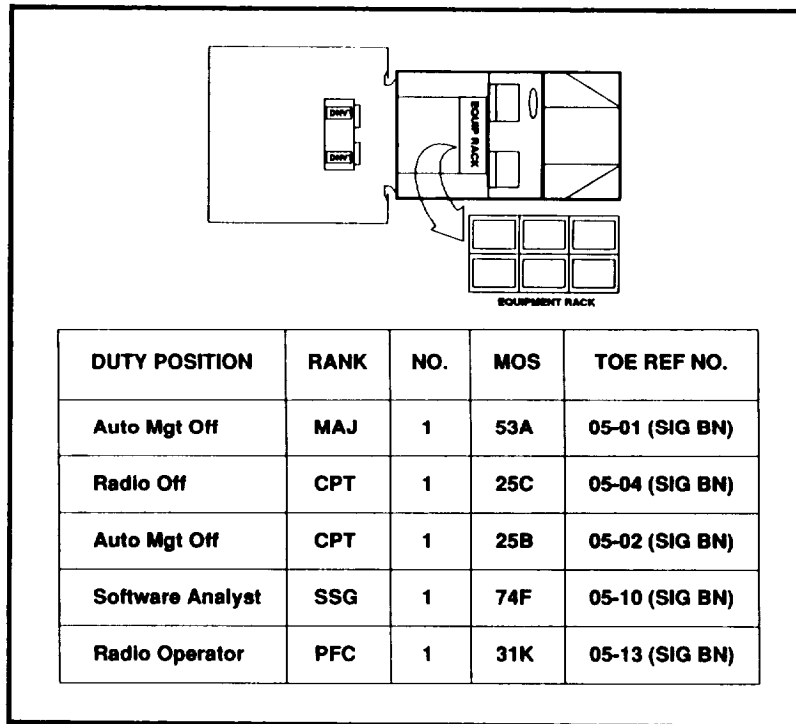 EQUIP RACK
EQUIPMENT RACK
DUTY POSITION RANK NO. MOS TOE REF NO.
Auto Mgt Off MAJ 1 53A 05-01 (SIG BN)
Radio Off CPT 1 25C 05-04 (SIG BN)
Auto Mgt Off CPT 1 25B 05-02 (SIG BN)
Software Analyst SSG 1 74F 05-10 (SIG BN)
Radio Operator PFC 1 31K 05-13 (SIG BN)